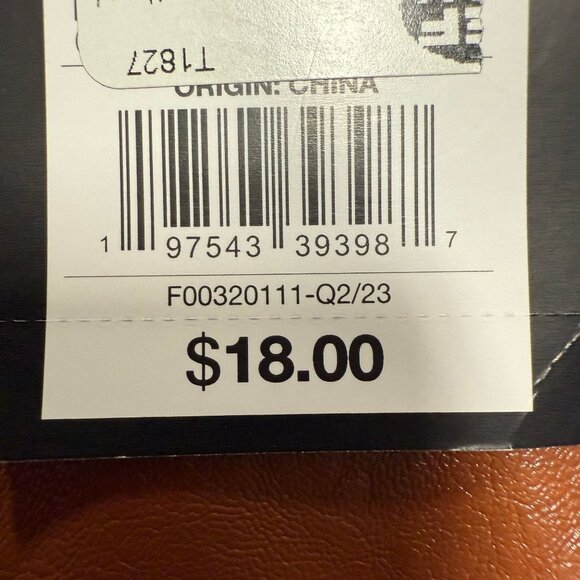 T1827
ORIGIN: CHINA
1 97543 39398 7
F00320111-Q2/23
$18.00